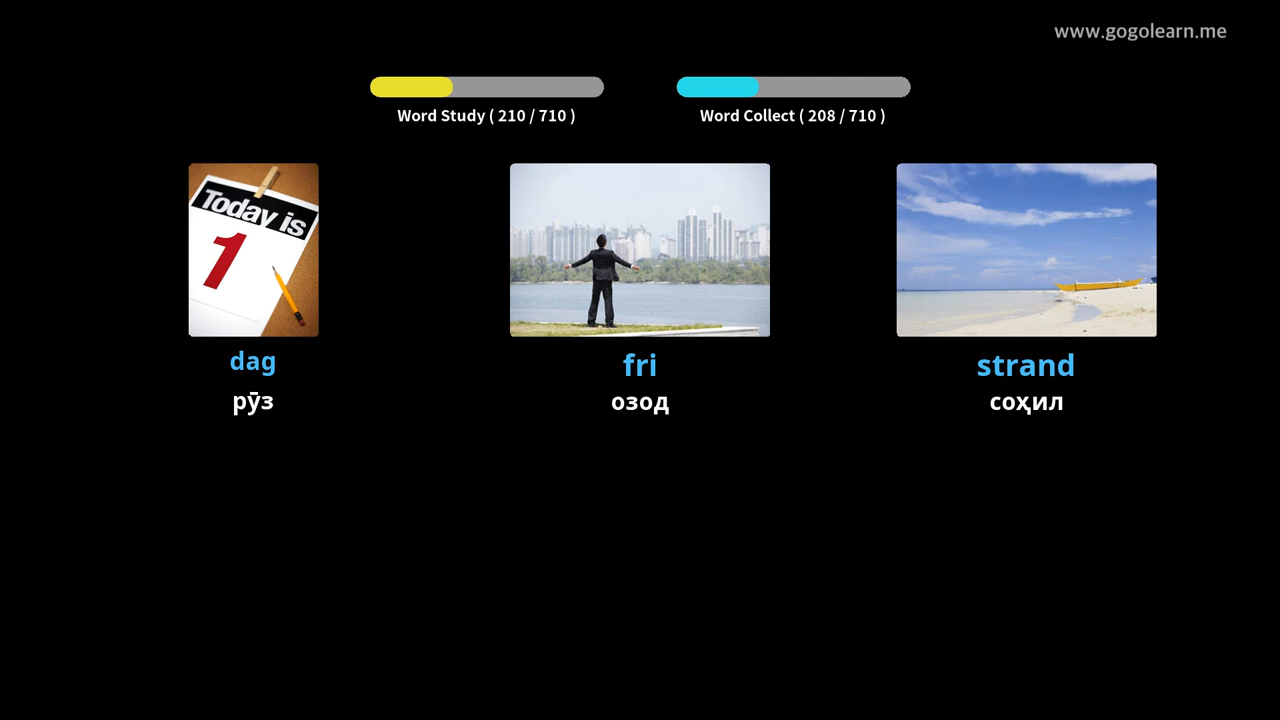 www.gogolearn.me
Word Study ( 210 / 710 )
Word Collect ( 208 / 710 )
Today is
1
dag
fri
strand
рӯз
озод
соҳил